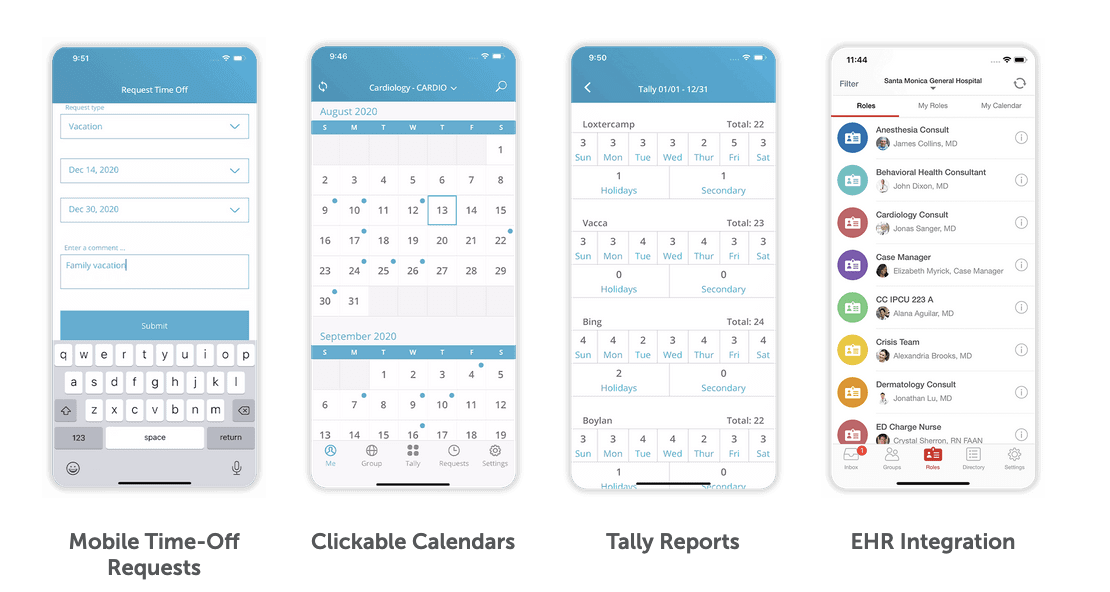 9:51
Request Time Off
Request type
Vacation
Dec 14, 2020
Dec 30, 2020
Enter a comment ...
Family vacation
Submit
q w e r t y u i o p
a s d f g h j k l
z x c v b n m
123 space return
Mobile Time-Off
Requests
9:46
Cardiology - CARDIO
August 2020
S M T W T F S
1
2 3 4 5 6 7 8
9 10 11 12 13 14 15
16 17 18 19 20 21 22
23 24 25 26 27 28 29
30 31
September 2020
S M T W T F S
1 2 3 4 5
6 7 8 9 10 11 12
13 14 15 16 17 18 19
Me Group Tally Requests Settings
Clickable Calendars
9:50
Tally 01/01 - 12/31
Loxtercamp Total: 22
3 3 3 3 2 5 3
Sun Mon Tue Wed Thur Fri Sat
1 1
Holidays Secondary
Vacca Total: 23
3 3 4 3 4 3 3
Sun Mon Tue Wed Thur Fri Sat
0 0
Holidays Secondary
Bing Total: 24
4 4 2 3 4 3 4
Sun Mon Tue Wed Thur Fri Sat
2 0
Holidays Secondary
Boylan Total: 22
3 3 4 4 2 3 3
Sun Mon Tue Wed Thur Fri Sat
1 0
Holidays Secondary
Tally Reports
11:44
Filter Santa Monica General Hospital
Roles My Roles My Calendar
Anesthesia Consult
James Collins, MD
Behavioral Health Consultant
John Dixon, MD
Cardiology Consult
Jonas Sanger, MD
Case Manager
Elizabeth Myrick, Case Manager
CC IPCU 223 A
Alana Aguilar, MD
Crisis Team
Alexandria Brooks, MD
Dermatology Consult
Jonathan Lu, MD
ED Charge Nurse
Crystal Sherron, RN FAAN
1
Inbox Groups Roles Directory Settings
EHR Integration